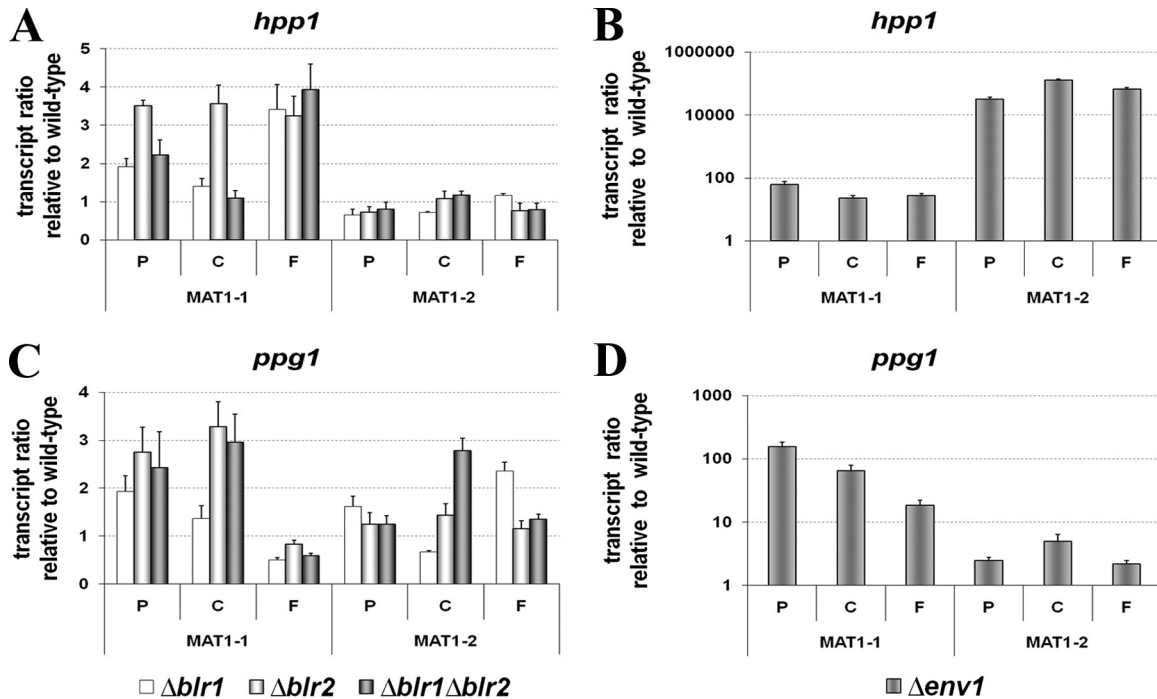 A
hpp1
transcript ratio
relative to wild-type
5
4
3
2
1
0
P C F P C F
MAT1-1 MAT1-2
B
hpp1
transcript ratio
relative to wild-type
1000000
10000
100
1
P C F P C F
MAT1-1 MAT1-2
C
ppg1
transcript ratio
relative to wild-type
4
3
2
1
0
P C F P C F
MAT1-1 MAT1-2
Δblr1 Δblr2 Δblr1Δblr2
D
ppg1
transcript ratio
relative to wild-type
1000
100
10
1
P C F P C F
MAT1-1 MAT1-2
Δenv1